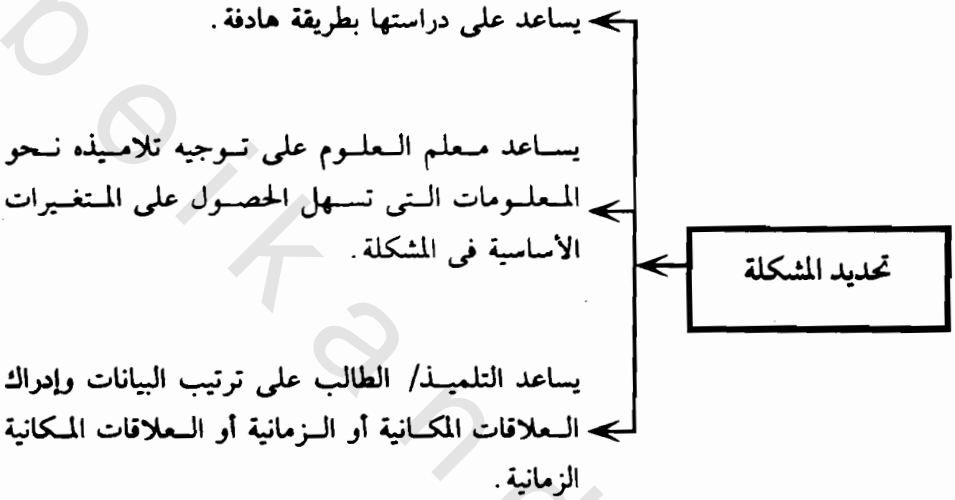 يساعد على دراستها بطريقة هادفة.
يساعد معلم العلوم على توجيه تلاميذه نحو
المعلومات التى تسهل الحصول على المتغيرات
الأساسية فى المشكلة.
تحديد المشكلة
يساعد التلميذ/ الطالب على ترتيب البيانات وإدراك
العلاقات المكانية أو الزمانية أو العلاقات المكانية
الزمانية.
peikan